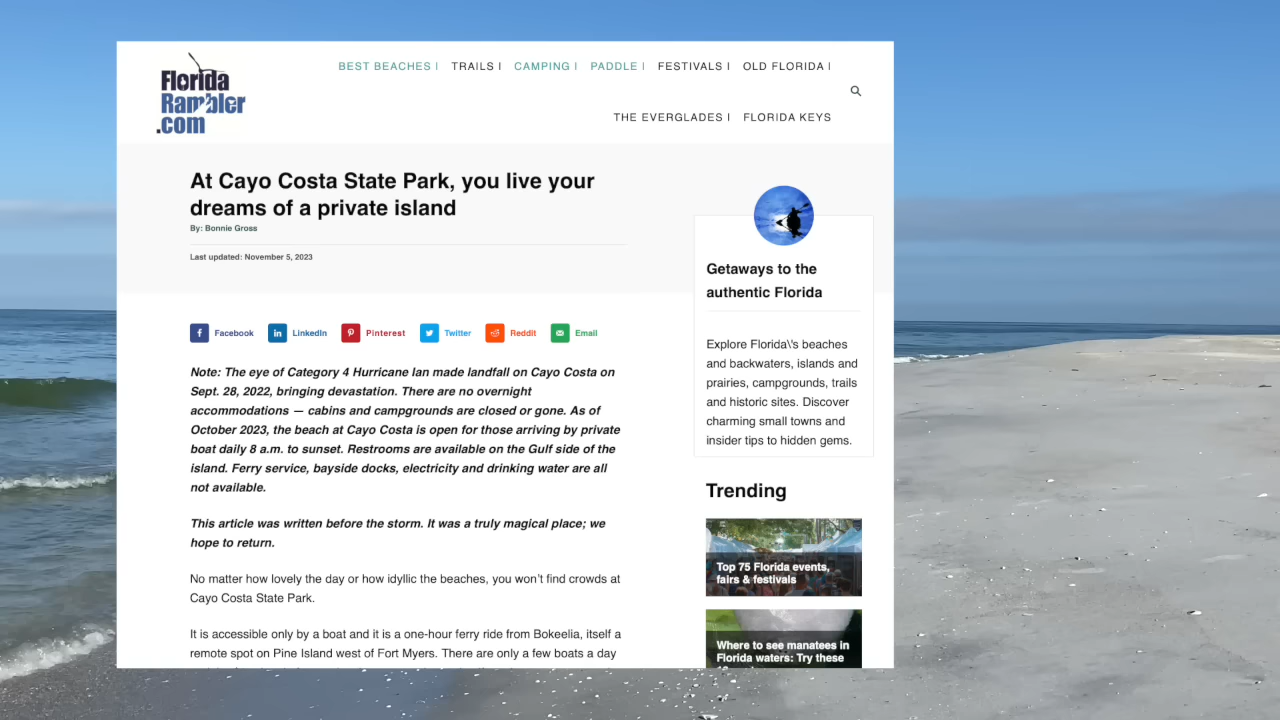 Florida
Rambler
.com
BEST BEACHES | TRAILS | CAMPING | PADDLE | FESTIVALS | OLD FLORIDA |
THE EVERGLADES | FLORIDA KEYS
At Cayo Costa State Park, you live your
dreams of a private island
By: Bonnie Gross
Last updated: November 5, 2023
Facebook LinkedIn Pinterest Twitter Reddit Email
Note: The eye of Category 4 Hurricane Ian made landfall on Cayo Costa on
Sept. 28, 2022, bringing devastation. There are no overnight
accommodations — cabins and campgrounds are closed or gone. As of
October 2023, the beach at Cayo Costa is open for those arriving by private
boat daily 8 a.m. to sunset. Restrooms are available on the Gulf side of the
island. Ferry service, bayside docks, electricity and drinking water are all
not available.
This article was written before the storm. It was a truly magical place; we
hope to return.
No matter how lovely the day or how idyllic the beaches, you won't find crowds at
Cayo Costa State Park.
It is accessible only by a boat and it is a one-hour ferry ride from Bokeelia, itself a
remote spot on Pine Island west of Fort Myers. There are only a few boats a day
Getaways to the
authentic Florida
Explore Florida\'s beaches
and backwaters, islands and
prairies, campgrounds, trails
and historic sites. Discover
charming small towns and
insider tips to hidden gems.
Trending
Top 75 Florida events,
fairs & festivals
Where to see manatees in
Florida waters: Try these